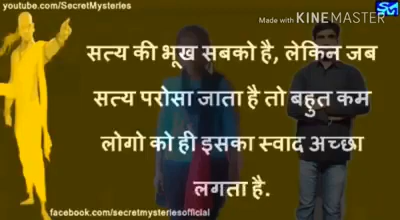 youtube.com/SecretMysteries
Made with KINEMASTER
SM
सत्य की भूख सबको है, लेकिन जब
सत्य परोसा जाता है तो बहुत कम
लोगो को ही इसका स्वाद अच्छा
लगता है.
facebook.com/secretmysteriesofficial